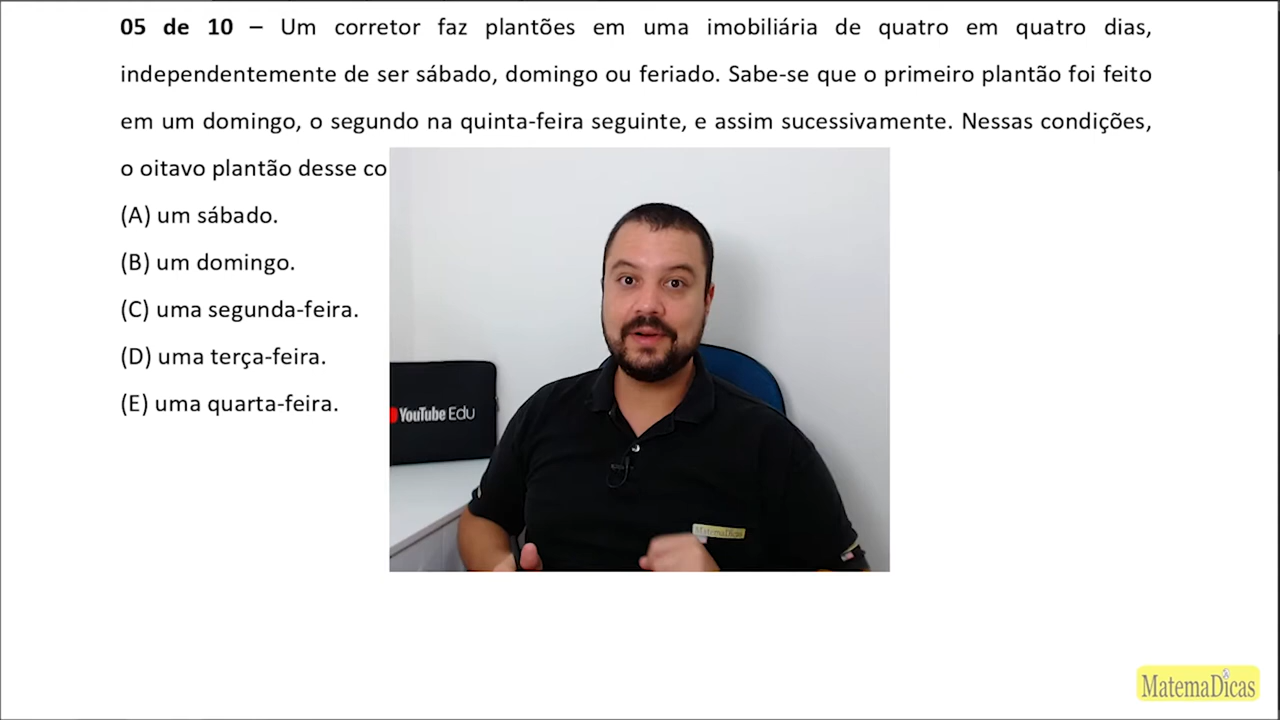 05 de 10 – Um corretor faz plantões em uma imobiliária de quatro em quatro dias,
independentemente de ser sábado, domingo ou feriado. Sabe-se que o primeiro plantão foi feito
em um domingo, o segundo na quinta-feira seguinte, e assim sucessivamente. Nessas condições,
o oitavo plantão desse co
(A) um sábado.
(B) um domingo.
(C) uma segunda-feira.
(D) uma terça-feira.
(E) uma quarta-feira.
YouTube Edu
MatemaDicas
MatemaDicas